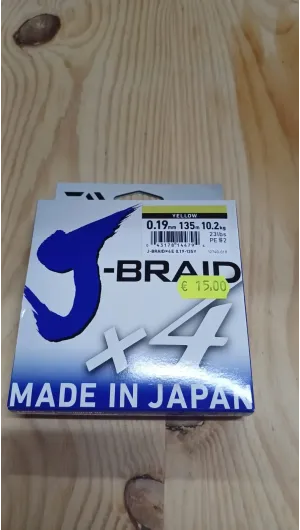 YELLOW
0.19mm 135m 10.2kg
23lbs
PE #2
J-BRAID
€ 15,00
x4
MADE IN JAPAN